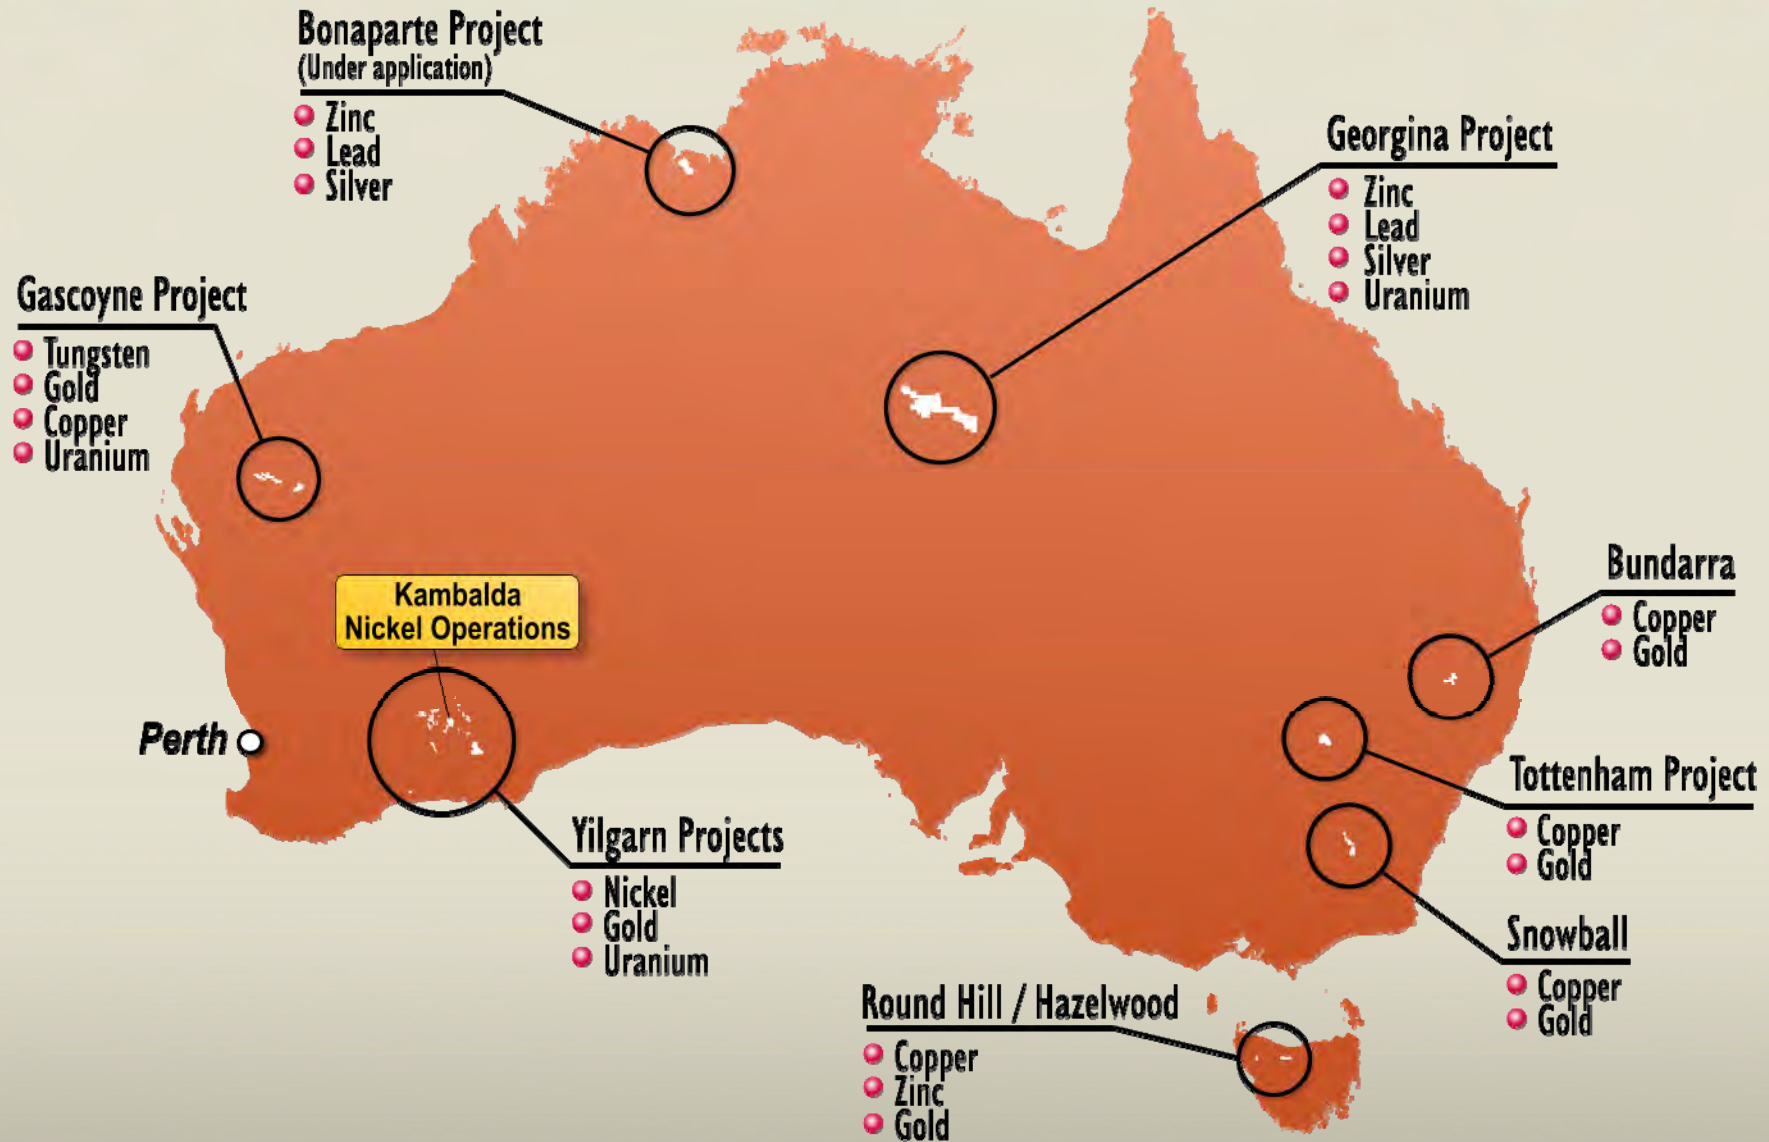 Bonaparte Project
(Under application)
Zinc
Lead
Silver
Georgina Project
Zinc
Lead
Silver
Uranium
Gascoyne Project
Tungsten
Gold
Copper
Uranium
Kambalda
Nickel Operations
Perth
Yilgarn Projects
Nickel
Gold
Uranium
Bundarra
Copper
Gold
Tottenham Project
Copper
Gold
Snowball
Copper
Gold
Round Hill / Hazelwood
Copper
Zinc
Gold